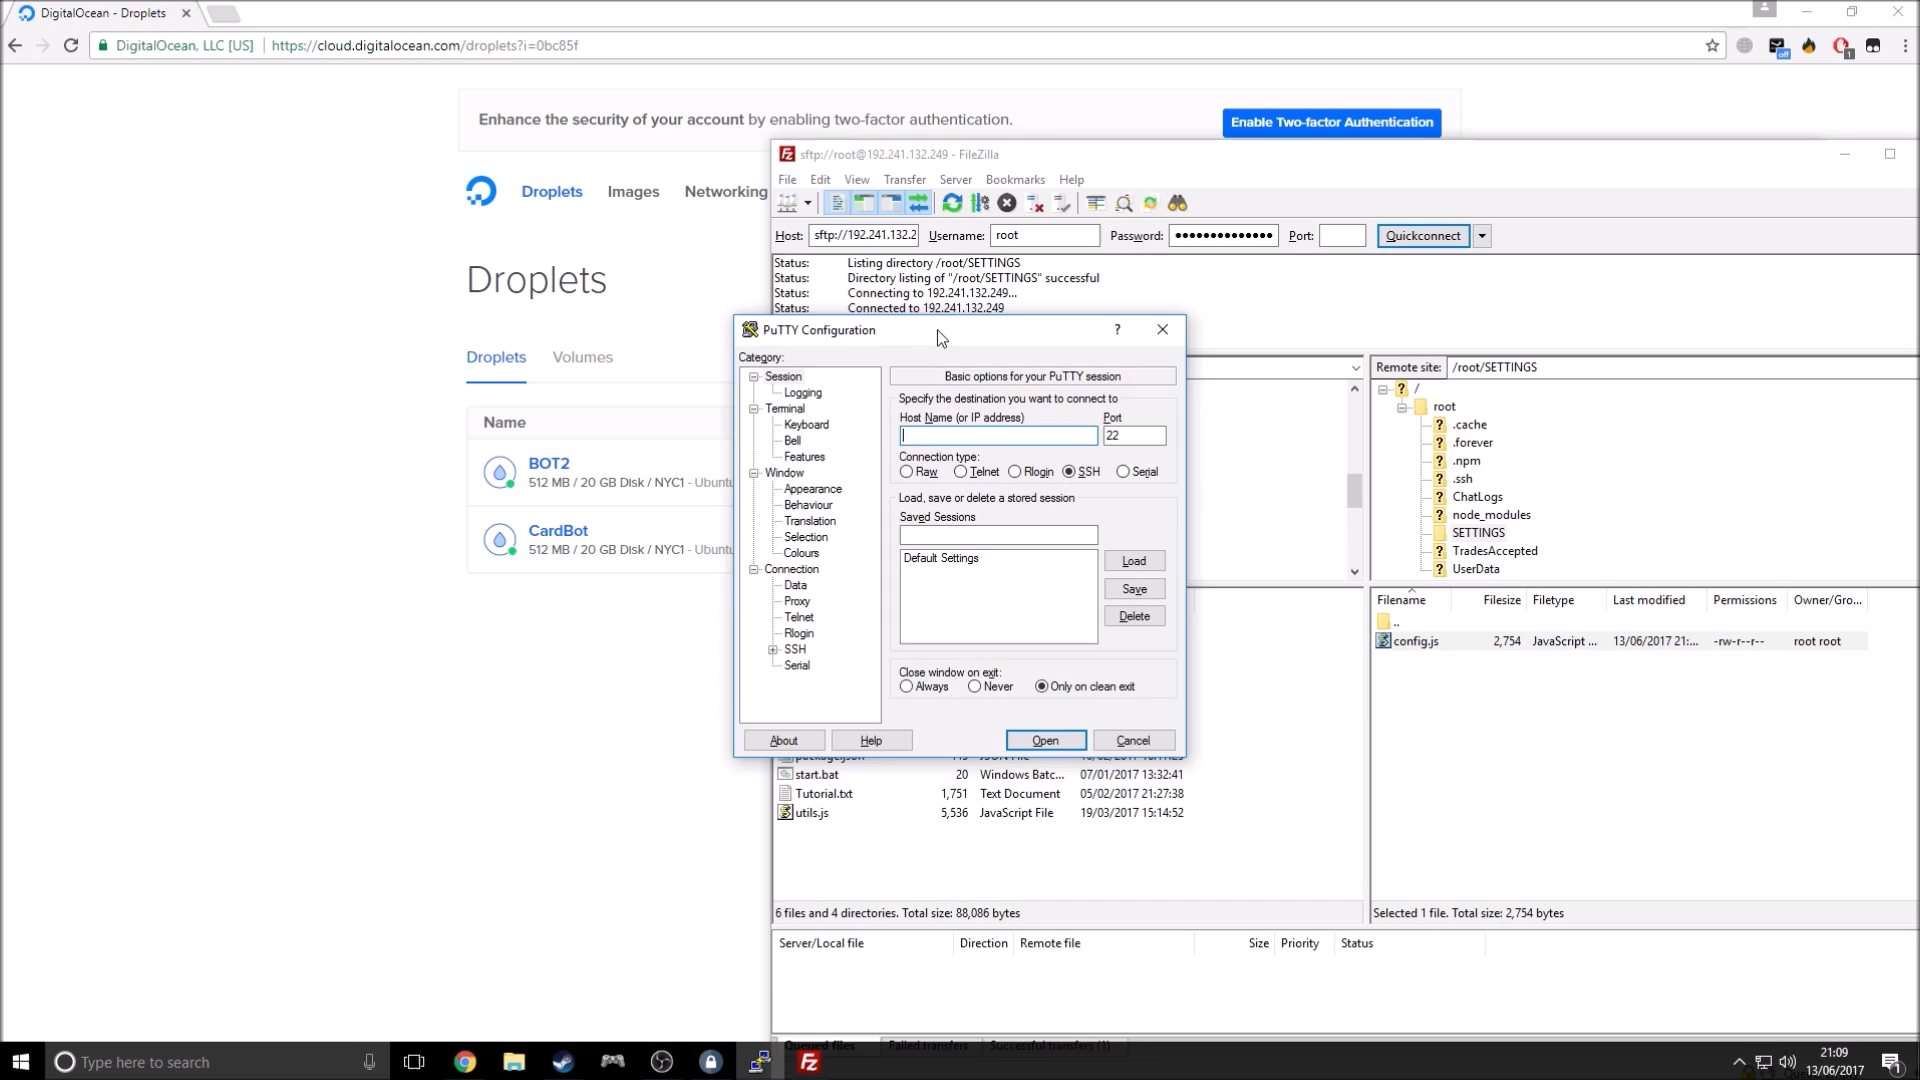 DigitalOcean - Droplets
DigitalOcean, LLC [US] https://cloud.digitalocean.com/droplets?i=0bc85f
off
1
Enhance the security of your account by enabling two-factor authentication.
Enable Two-factor Authentication
Droplets Images Networking
Droplets
Droplets Volumes
Name
BOT2
512 MB / 20 GB Disk / NYC1 - Ubuntu
CardBot
512 MB / 20 GB Disk / NYC1 - Ubuntu
sftp://root@192.241.132.249 - FileZilla
File Edit View Transfer Server Bookmarks Help
Host: sftp://192.241.132.2 Username: root Password: •••••••••••••• Port: Quickconnect
Status: Listing directory /root/SETTINGS
Status: Directory listing of "/root/SETTINGS" successful
Status: Connecting to 192.241.132.249...
Status: Connected to 192.241.132.249
PuTTY Configuration ?
Category:
Session
Logging
Terminal
Keyboard
Bell
Features
Window
Appearance
Behaviour
Translation
Selection
Colours
Connection
Data
Proxy
Telnet
Rlogin
SSH
Serial
Basic options for your PuTTY session
Specify the destination you want to connect to
Host Name (or IP address) Port
22
Connection type:
Raw Telnet Rlogin SSH Serial
Load, save or delete a stored session
Saved Sessions
Default Settings
Load
Save
Delete
Close window on exit:
Always Never Only on clean exit
About Help Open Cancel
Remote site: /root/SETTINGS
/
root
.cache
.forever
.npm
.ssh
ChatLogs
node_modules
SETTINGS
TradesAccepted
UserData
Filename Filesize Filetype Last modified Permissions Owner/Gro...
..
config.js 2,754 JavaScript ... 13/06/2017 21:... -rw-r--r-- root root
start.bat 20 Windows Batc... 07/01/2017 13:32:41
Tutorial.txt 1,751 Text Document 05/02/2017 21:27:38
utils.js 5,536 JavaScript File 19/03/2017 15:14:52
6 files and 4 directories. Total size: 88,086 bytes
Selected 1 file. Total size: 2,754 bytes
Server/Local file Direction Remote file Size Priority Status
Queued files Failed transfers Successful transfers (1)
Type here to search
21:09
13/06/2017
1